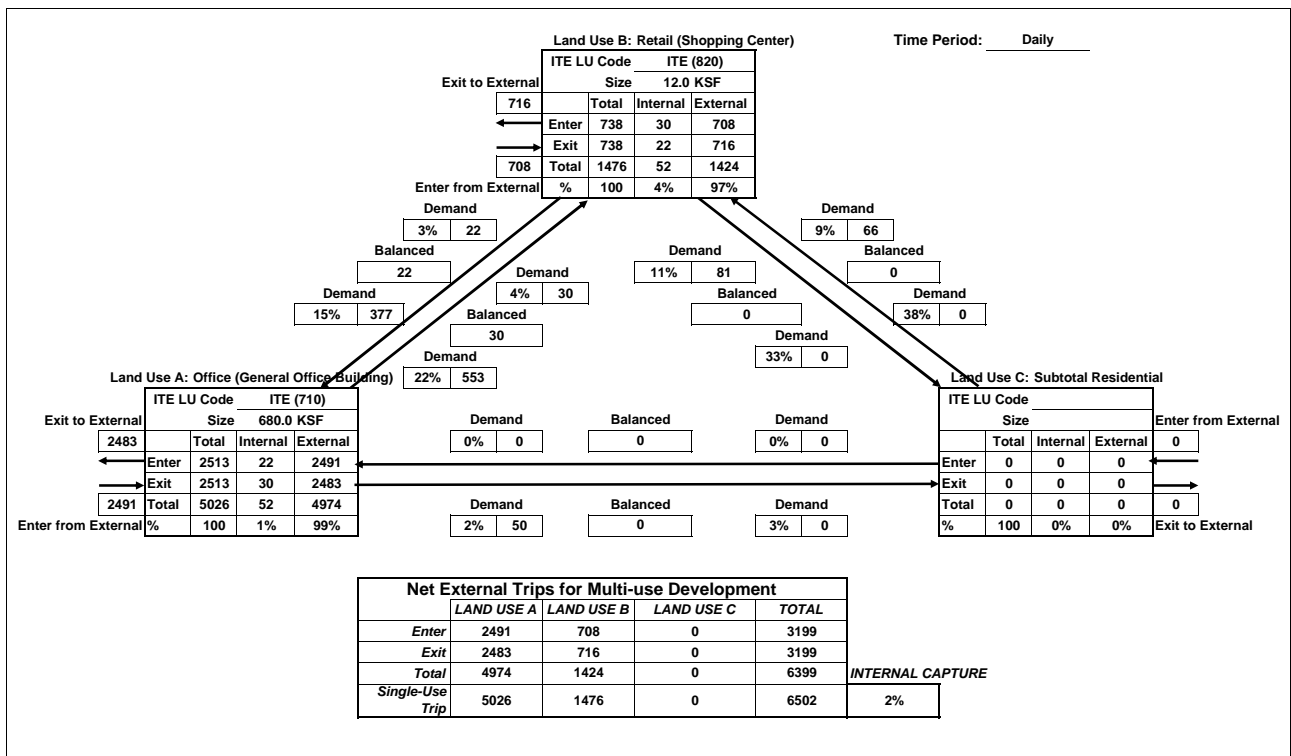 Land Use B: Retail (Shopping Center)
Time Period: Daily
ITE LU Code ITE (820)
Exit to External Size 12.0 KSF
716 Total Internal External
Enter 738 30 708
Exit 738 22 716
708 Total 1476 52 1424
Enter from External % 100 4% 97%
Demand Demand
3% 22 9% 66
Balanced Demand Balanced
22 11% 81 0
Demand Demand Balanced Demand
15% 377 4% 30 0 38% 0
Balanced
30
Demand Demand
22% 553 33% 0
Land Use A: Office (General Office Building)
ITE LU Code ITE (710)
Exit to External Size 680.0 KSF
2483 Total Internal External
Enter 2513 22 2491
Exit 2513 30 2483
2491 Total 5026 52 4974
Enter from External % 100 1% 99%
Demand Balanced Demand
0% 0 0 0% 0
Demand Balanced Demand
2% 50 0 3% 0
Land Use C: Subtotal Residential
ITE LU Code
Size Enter from External
Total Internal External 0
Enter 0 0 0
Exit 0 0 0
Total 0 0 0 0
% 100 0% 0% Exit to External
Net External Trips for Multi-use Development
LAND USE A LAND USE B LAND USE C TOTAL
Enter 2491 708 0 3199
Exit 2483 716 0 3199
Total 4974 1424 0 6399 INTERNAL CAPTURE
Single-Use
Trip 5026 1476 0 6502 2%